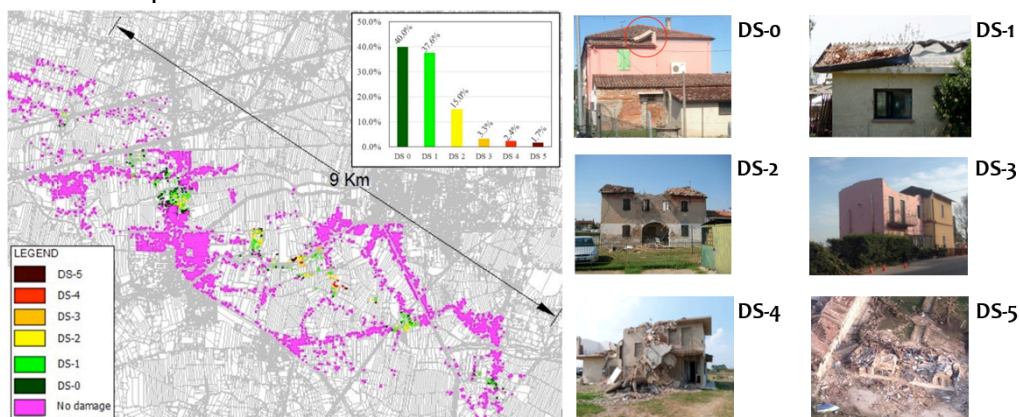 50.0%
40.0%
30.0%
20.0%
10.0%
0.0%
40.0%
37.6%
15.0%
3.3%
2.4%
1.7%
DS 0
DS 1
DS 2
DS 3
DS 4
DS 5
9 Km
LEGEND
DS-5
DS-4
DS-3
DS-2
DS-1
DS-0
No damage
DS-0
DS-1
DS-2
DS-3
DS-4
DS-5